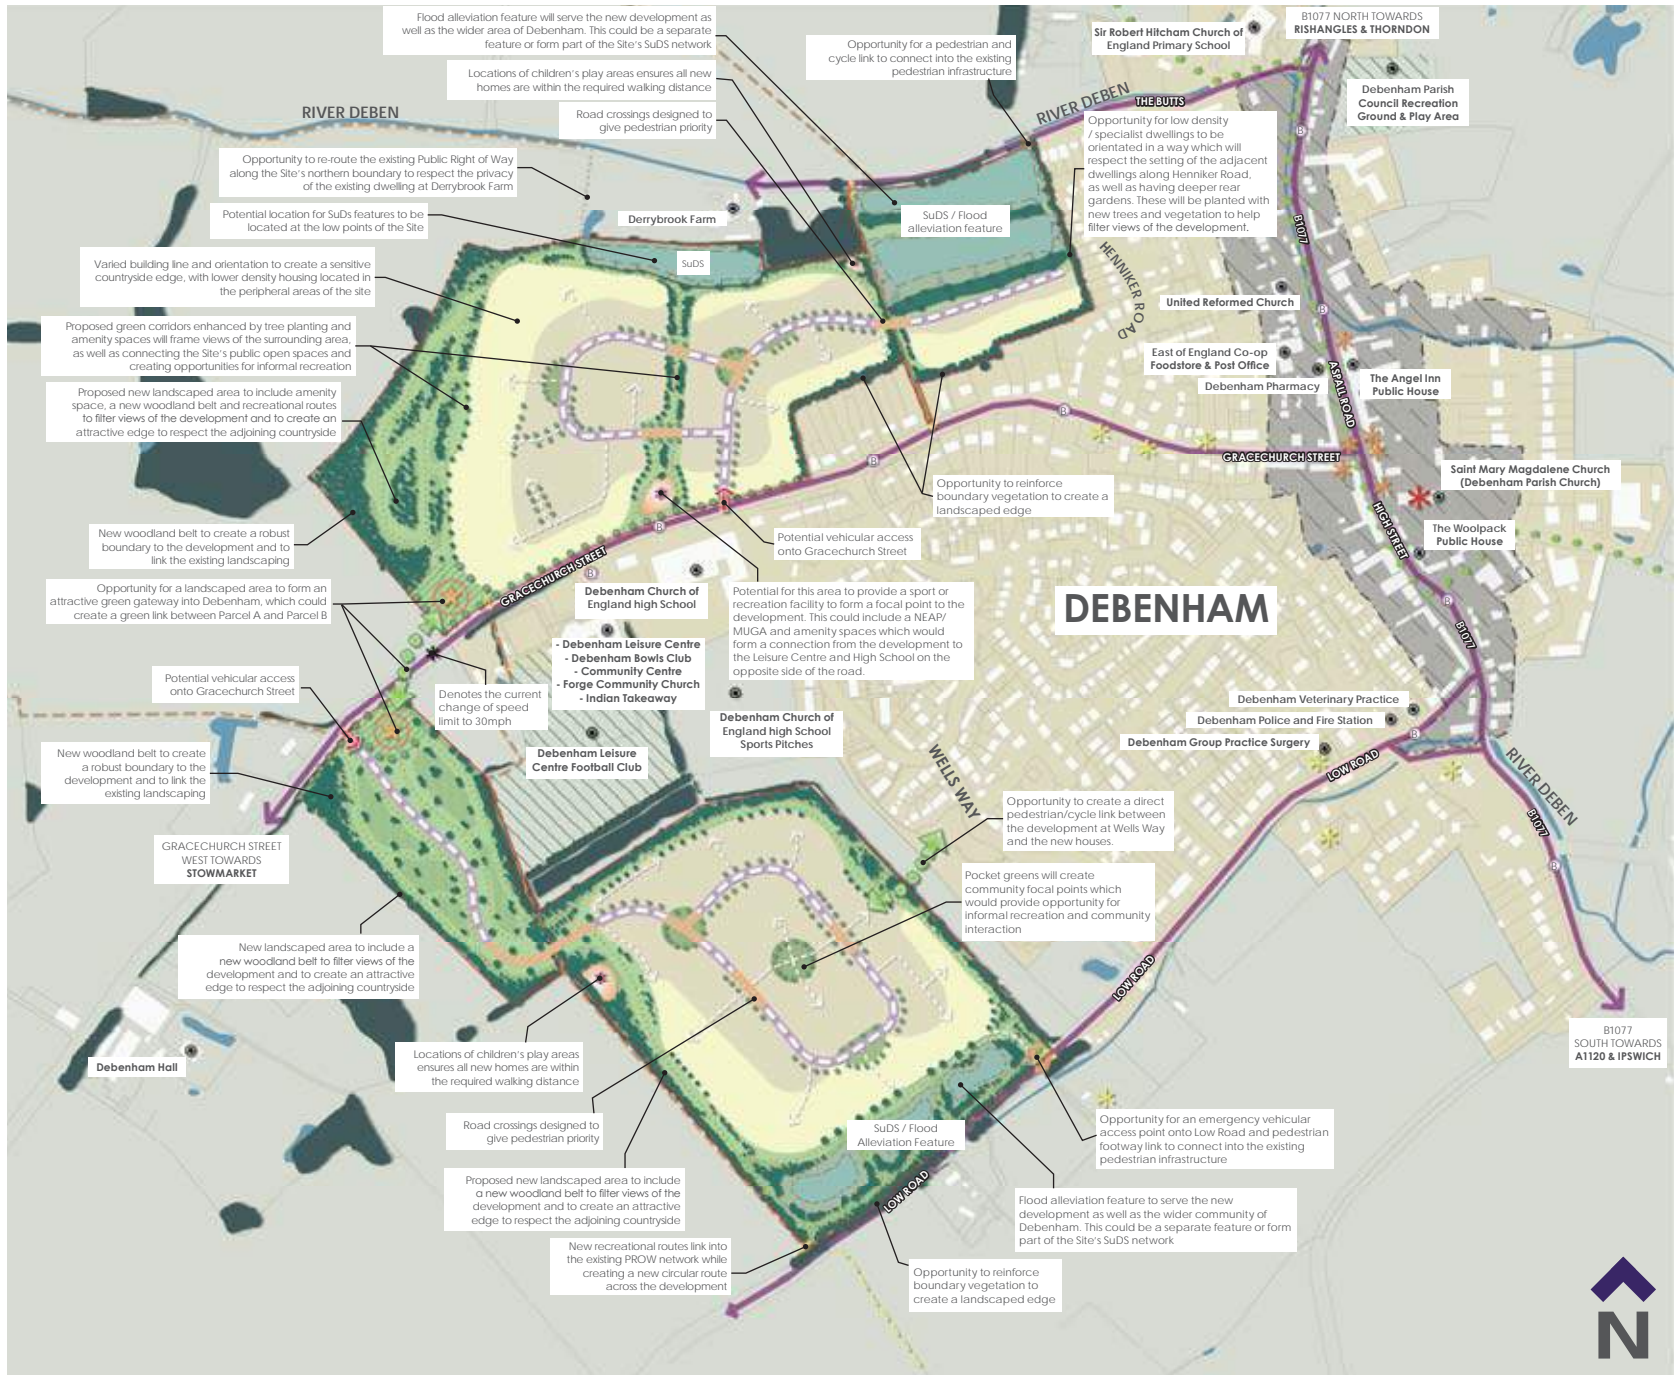 Flood alleviation feature will serve the new development as
well as the wider area of Debenham. This could be a separate
feature or form part of the Site's SuDS network
Locations of children's play areas ensures all new
homes are within the required walking distance
Road crossings designed to
give pedestrian priority
Opportunity for a pedestrian and
cycle link to connect into the existing
pedestrian infrastructure
Sir Robert Hitcham Church of
England Primary School
B1077 NORTH TOWARDS
RISHANGLES & THORNDON
Debenham Parish
Council Recreation
Ground & Play Area
RIVER DEBEN
RIVER DEBEN
THE BUTTS
Opportunity for low density
/ specialist dwellings to be
orientated in a way which will
respect the setting of the adjacent
dwellings along Henniker Road,
as well as having deeper rear
gardens. These will be planted with
new trees and vegetation to help
filter views of the development.
Opportunity to re-route the existing Public Right of Way
along the Site's northern boundary to respect the privacy
of the existing dwelling at Derrybrook Farm
Derrybrook Farm
SuDS / Flood
alleviation feature
Potential location for SuDs features to be
located at the low points of the Site
SuDS
B1077
HENNIKER ROAD
Varied building line and orientation to create a sensitive
countryside edge, with lower density housing located in
the peripheral areas of the site
United Reformed Church
Proposed green corridors enhanced by tree planting and
amenity spaces will frame views of the surrounding area,
as well as connecting the Site's public open spaces and
creating opportunities for informal recreation
East of England Co-op
Foodstore & Post Office
Debenham Pharmacy
The Angel Inn
Public House
ASPALL ROAD
Proposed new landscaped area to include amenity
space, a new woodland belt and recreational routes
to filter views of the development and to create an
attractive edge to respect the adjoining countryside
GRACECHURCH STREET
Saint Mary Magdalene Church
(Debenham Parish Church)
Opportunity to reinforce
boundary vegetation to create a
landscaped edge
HIGH STREET
The Woolpack
Public House
New woodland belt to create a robust
boundary to the development and to
link the existing landscaping
Potential vehicular access
onto Gracechurch Street
GRACECHURCH STREET
Opportunity for a landscaped area to form an
attractive green gateway into Debenham, which could
create a green link between Parcel A and Parcel B
Debenham Church of
England high School
Potential for this area to provide a sport or
recreation facility to form a focal point to the
development. This could include a NEAP/
MUGA and amenity spaces which would
form a connection from the development to
the Leisure Centre and High School on the
opposite side of the road.
DEBENHAM
B1077
- Debenham Leisure Centre
- Debenham Bowls Club
- Community Centre
- Forge Community Church
- Indian Takeaway
Potential vehicular access
onto Gracechurch Street
Denotes the current
change of speed
limit to 30mph
Debenham Church of
England high School
Sports Pitches
Debenham Veterinary Practice
Debenham Police and Fire Station
Debenham Group Practice Surgery
Debenham Leisure
Centre Football Club
New woodland belt to create
a robust boundary to the
development and to link the
existing landscaping
WELLS WAY
LOW ROAD
RIVER DEBEN
B1077
Opportunity to create a direct
pedestrian/cycle link between
the development at Wells Way
and the new houses.
GRACECHURCH STREET
WEST TOWARDS
STOWMARKET
Pocket greens will create
community focal points which
would provide opportunity for
informal recreation and community
interaction
New landscaped area to include a
new woodland belt to filter views of the
development and to create an attractive
edge to respect the adjoining countryside
LOW ROAD
B1077
SOUTH TOWARDS
A1120 & IPSWICH
Debenham Hall
Locations of children's play areas
ensures all new homes are within
the required walking distance
Road crossings designed to
give pedestrian priority
SuDS / Flood
Alleviation Feature
Opportunity for an emergency vehicular
access point onto Low Road and pedestrian
footway link to connect into the existing
pedestrian infrastructure
Proposed new landscaped area to include
a new woodland belt to filter views of the
development and to create an attractive
edge to respect the adjoining countryside
LOW ROAD
Flood alleviation feature to serve the new
development as well as the wider community of
Debenham. This could be a separate feature or form
part of the Site's SuDS network
New recreational routes link into
the existing PROW network while
creating a new circular route
across the development
Opportunity to reinforce
boundary vegetation to
create a landscaped edge
N